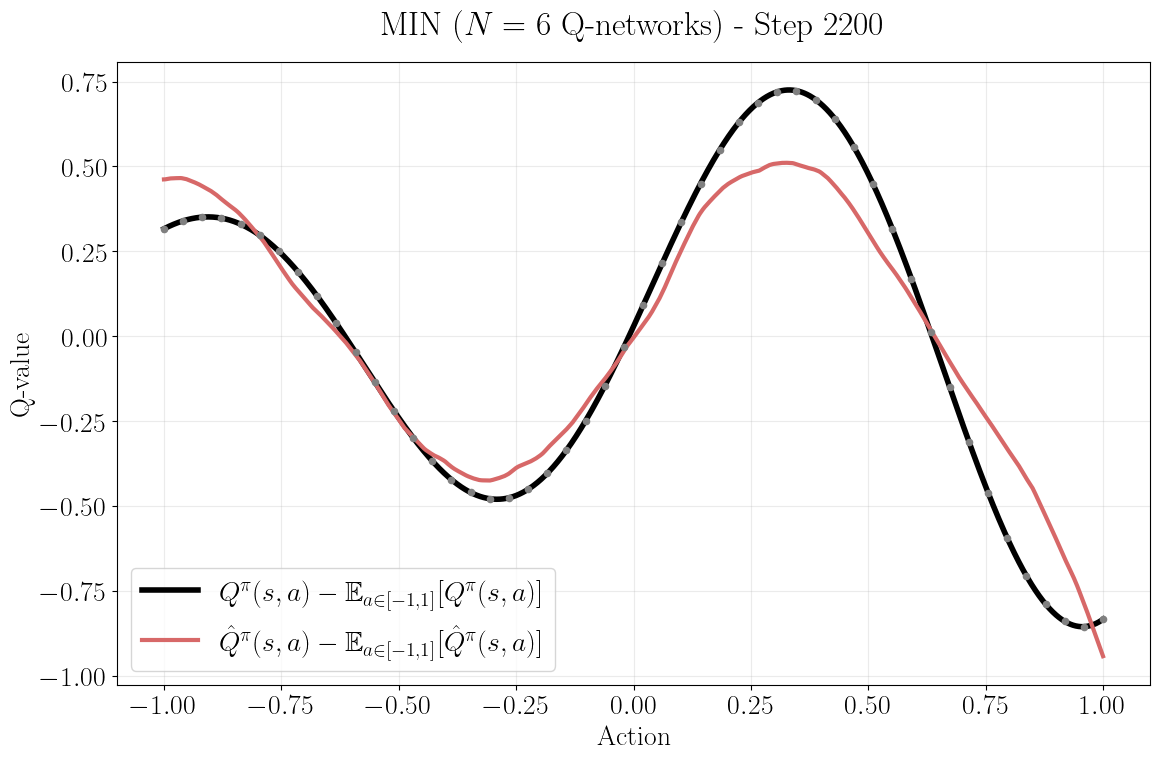 MIN (N = 6 Q-networks) - Step 2200
0.75
0.50
0.25
0.00
−0.25
−0.50
−0.75
−1.00
Q-value
Q^π(s, a) − 𝔼_{a∈[−1,1]}[Q^π(s, a)]
Q̂^π(s, a) − 𝔼_{a∈[−1,1]}[Q̂^π(s, a)]
−1.00 −0.75 −0.50 −0.25 0.00 0.25 0.50 0.75 1.00
Action